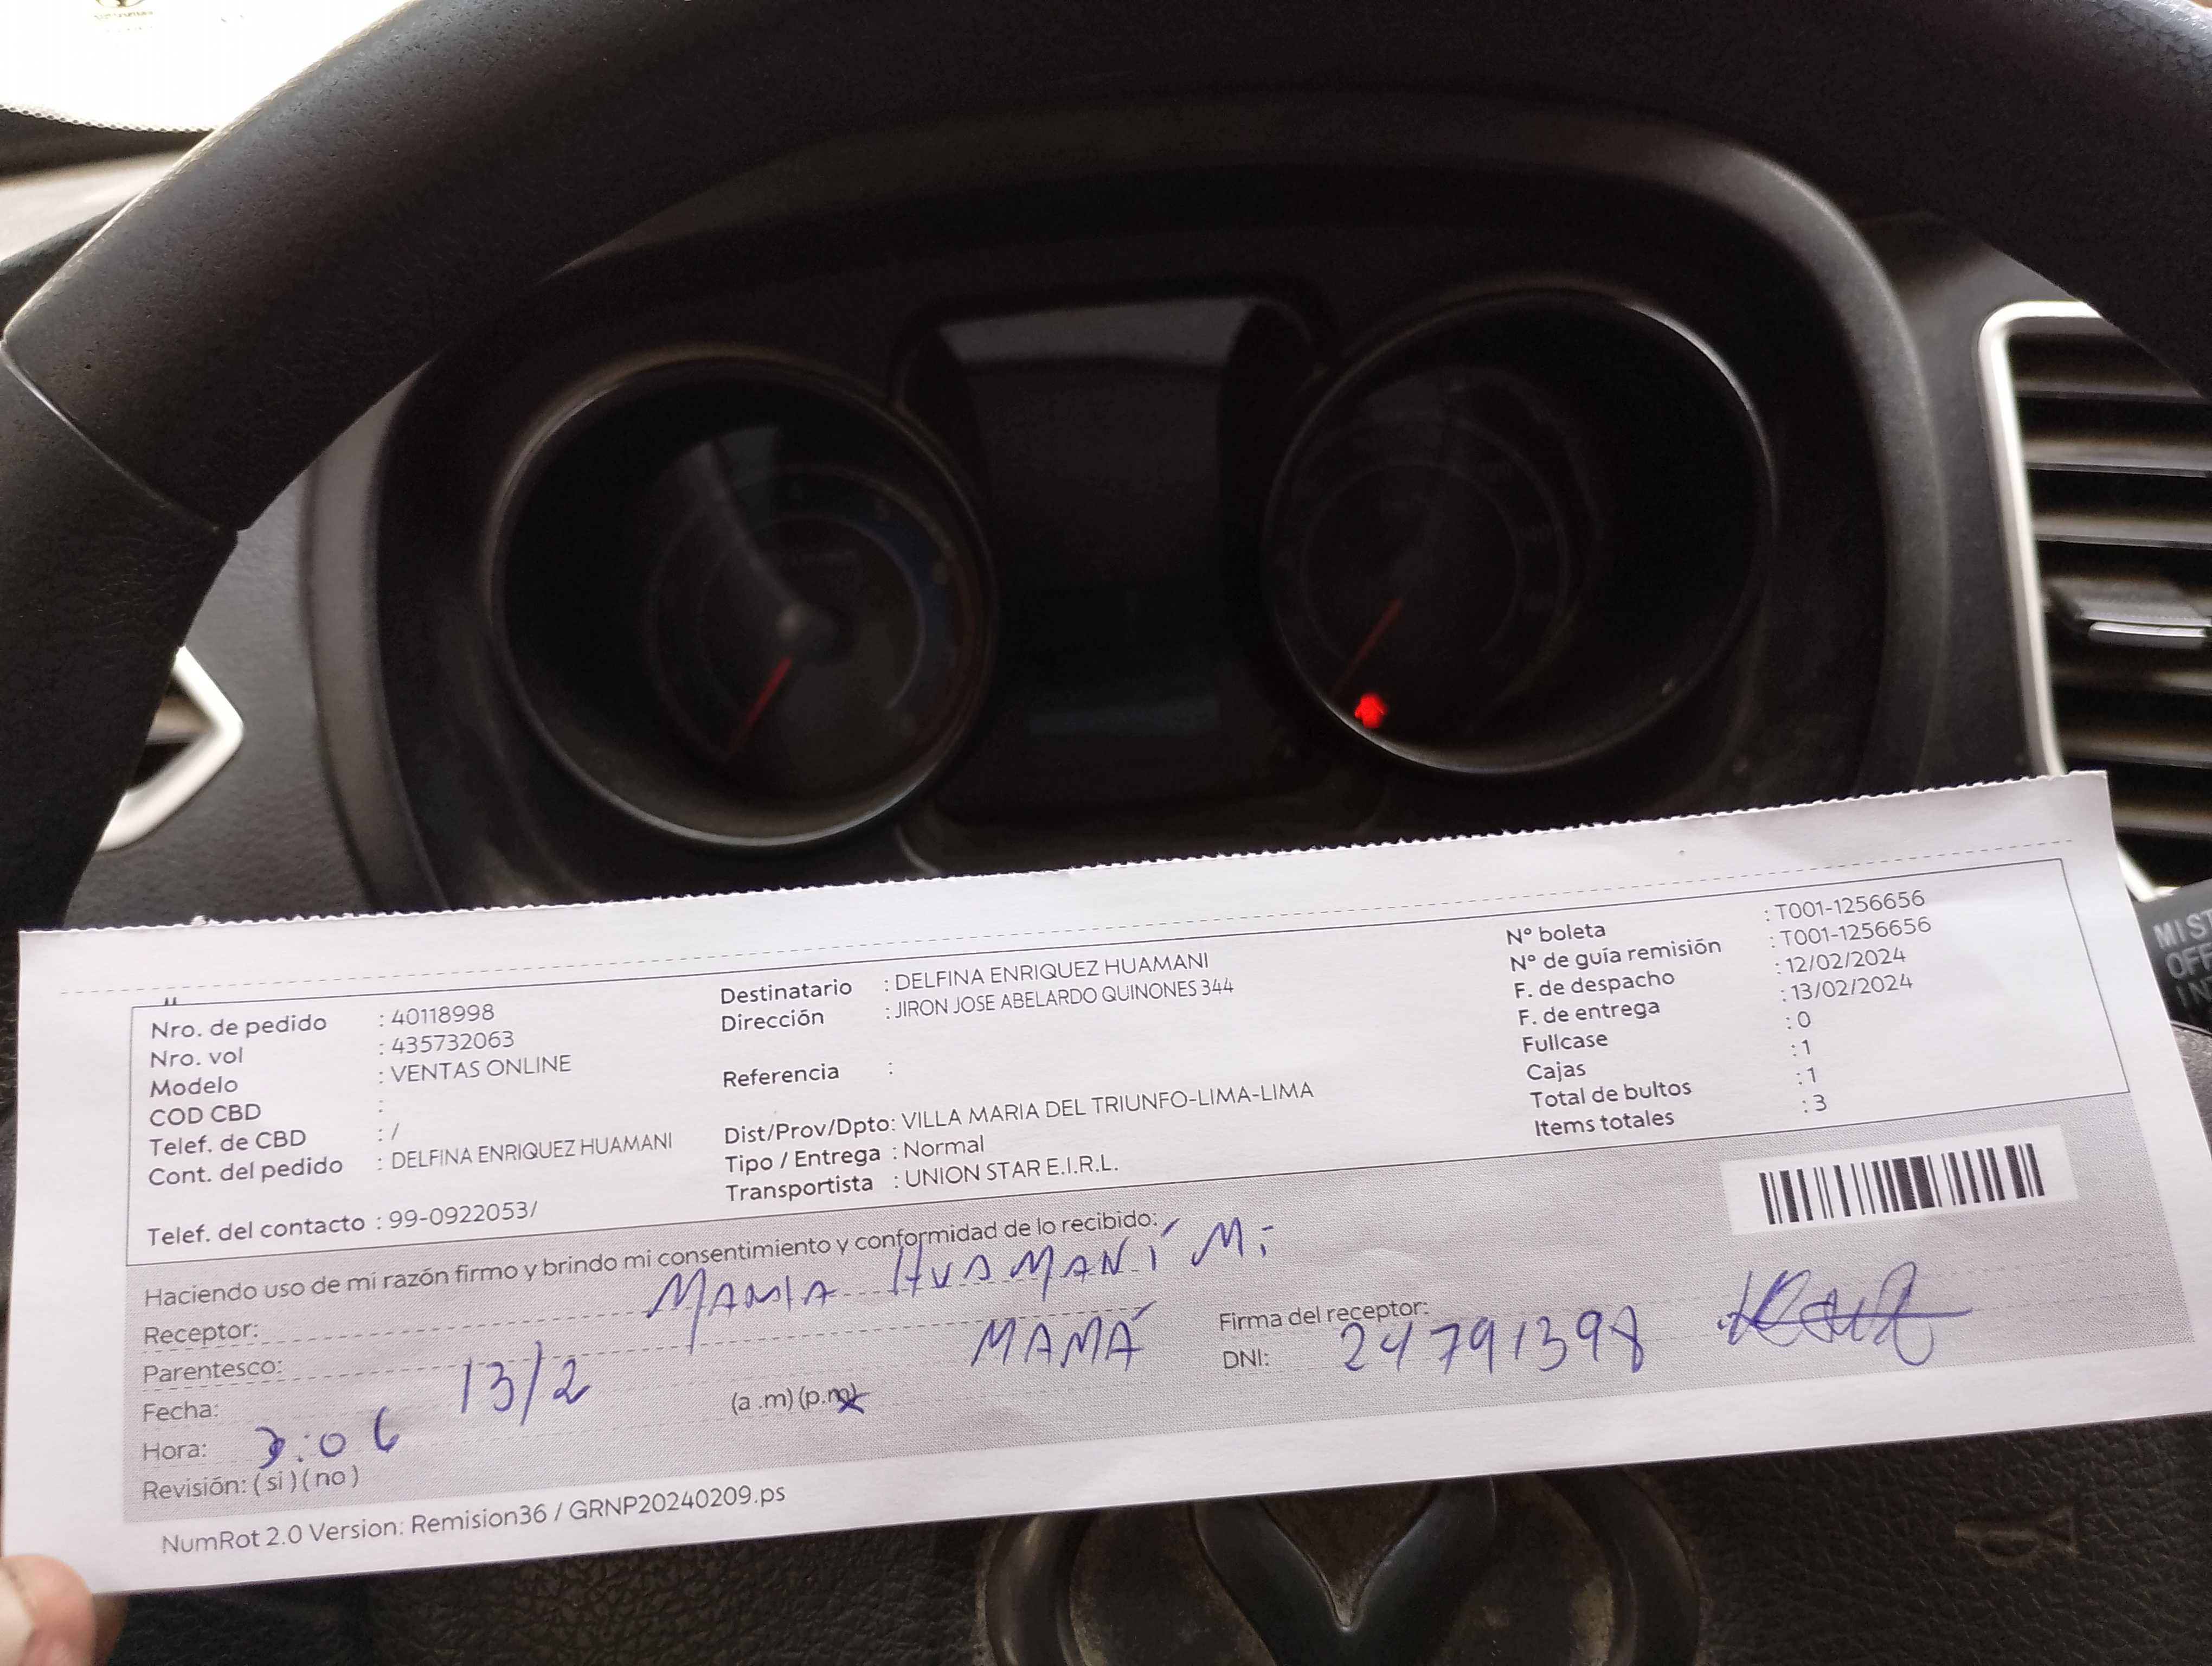 Nro. de pedido : 40118998
Nro. vol : 435732063
Modelo : VENTAS ONLINE
COD CBD :
Telef. de CBD : /
Cont. del pedido : DELFINA ENRIQUEZ HUAMANI
Telef. del contacto : 99-0922053/
Destinatario : DELFINA ENRIQUEZ HUAMANI
Dirección : JIRON JOSE ABELARDO QUINONES 344
Referencia :
Dist/Prov/Dpto: VILLA MARIA DEL TRIUNFO-LIMA-LIMA
Tipo / Entrega : Normal
Transportista : UNION STAR E.I.R.L.
N° boleta : T001-1256656
N° de guía remisión : T001-1256656
F. de despacho : 12/02/2024
F. de entrega : 13/02/2024
Fullcase : 0
Cajas : 1
Total de bultos : 1
Items totales : 3
Haciendo uso de mi razón firmo y brindo mi consentimiento y conformidad de lo recibido:
Receptor: MARIA HUAMANÍ M.
Parentesco: MAMÁ
Fecha: 13/2
Hora: 3:06 (a .m) (p.m)
Revisión: ( si ) ( no )
Firma del receptor:
DNI: 24791398
NumRot 2.0 Version: Remision36 / GRNP20240209.ps
MIST
OFF
INT